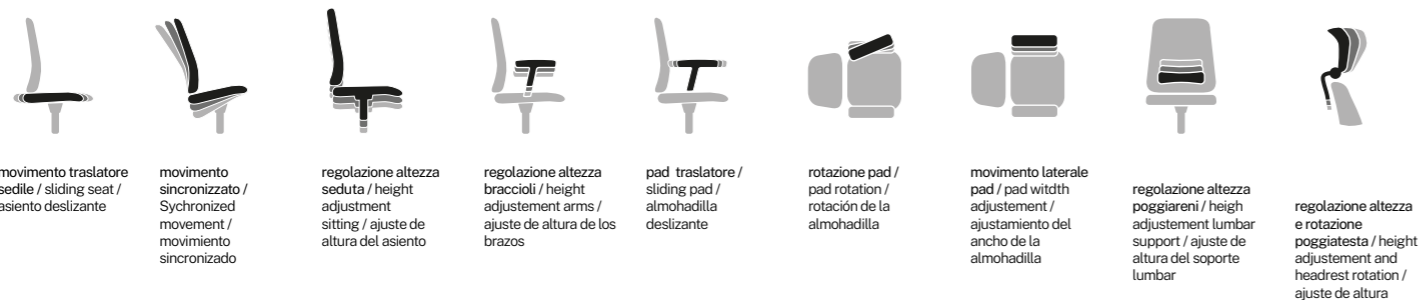 movimento traslatore
sedile / sliding seat /
asiento deslizante
movimento
sincronizzato /
Sychronized
movement /
movimiento
sincronizado
regolazione altezza
seduta / height
adjustment
sitting / ajuste de
altura del asiento
regolazione altezza
braccioli / height
adjustement arms /
ajuste de altura de los
brazos
pad traslatore /
sliding pad /
almohadilla
deslizante
rotazione pad /
pad rotation /
rotación de la
almohadilla
movimento laterale
pad / pad witdth
adjustement /
ajustamiento del
ancho de la
almohadilla
regolazione altezza
poggiareni / heigh
adjustement lumbar
support / ajuste de
altura del soporte
lumbar
regolazione altezza
e rotazione
poggiatesta / height
adjustement and
headrest rotation /
ajuste de altura